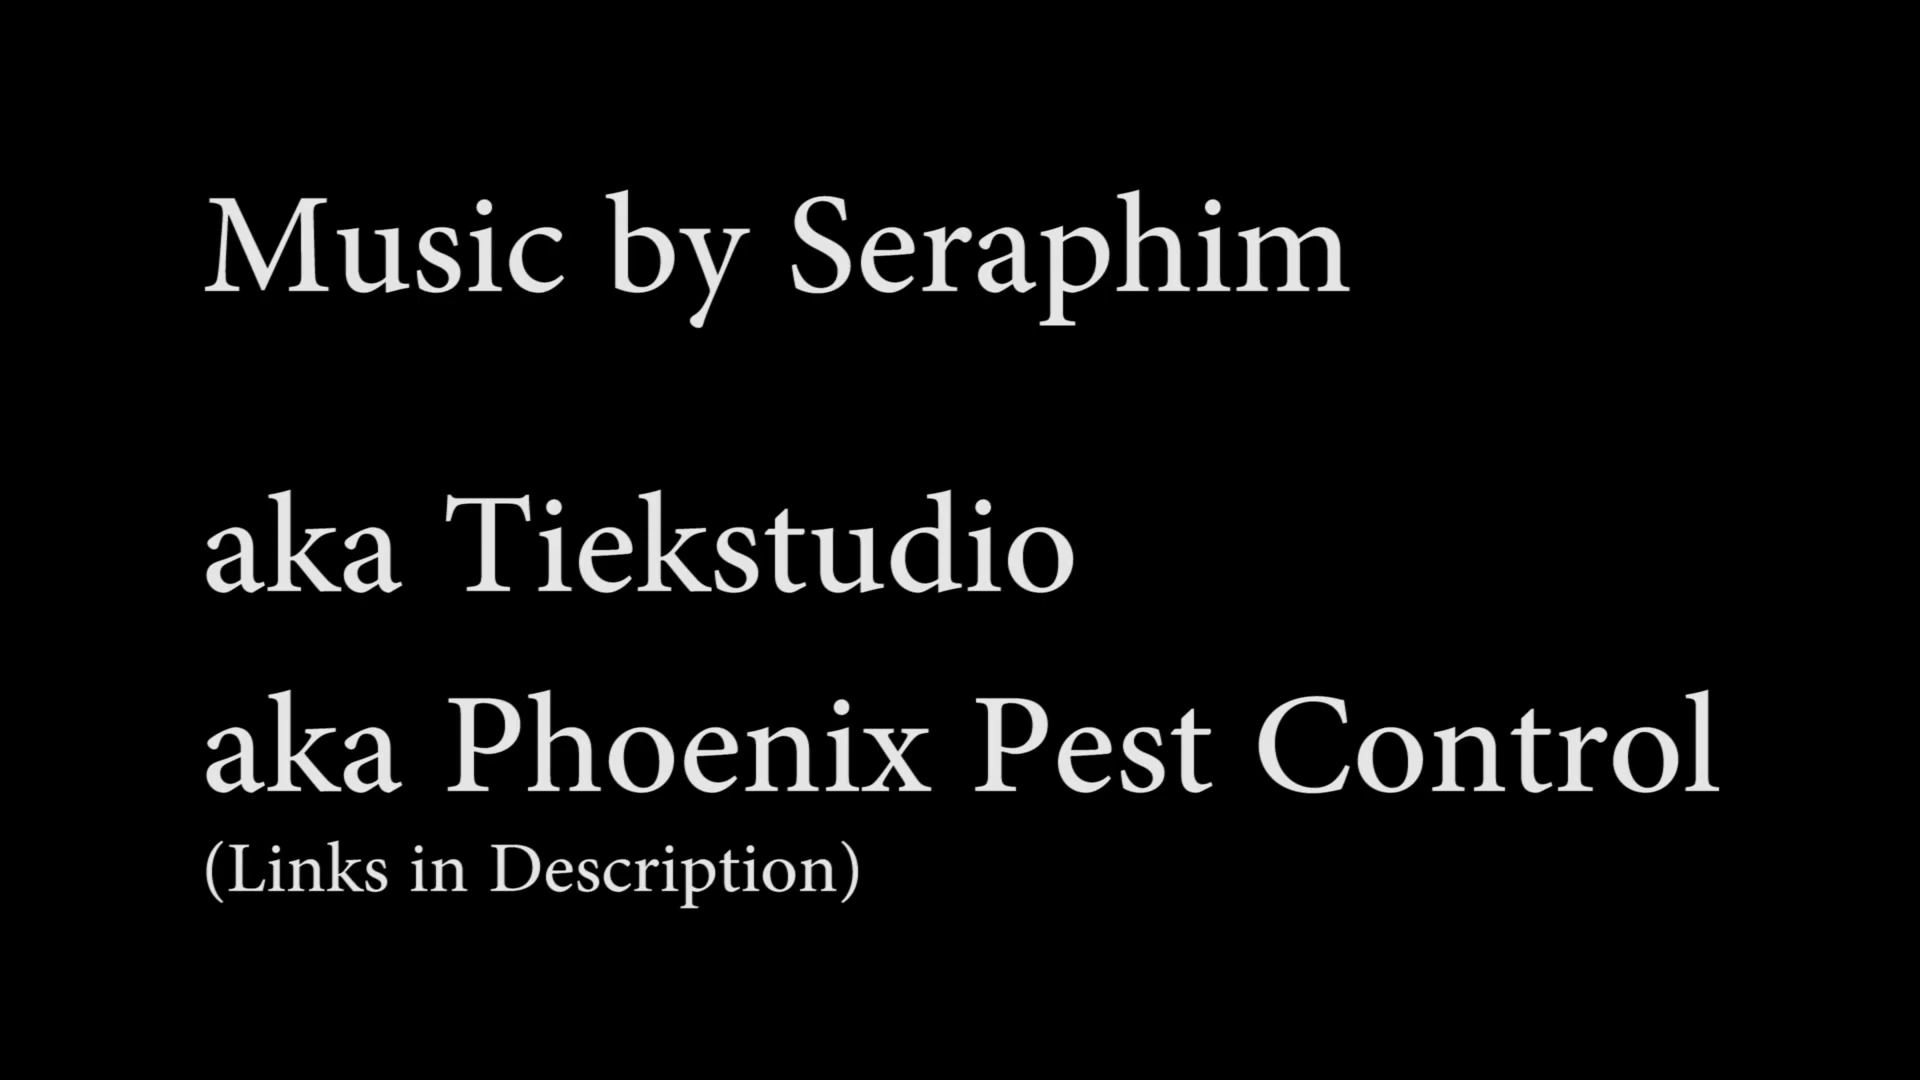 Music by Seraphim
aka Tiekstudio
aka Phoenix Pest Control
(Links in Description)